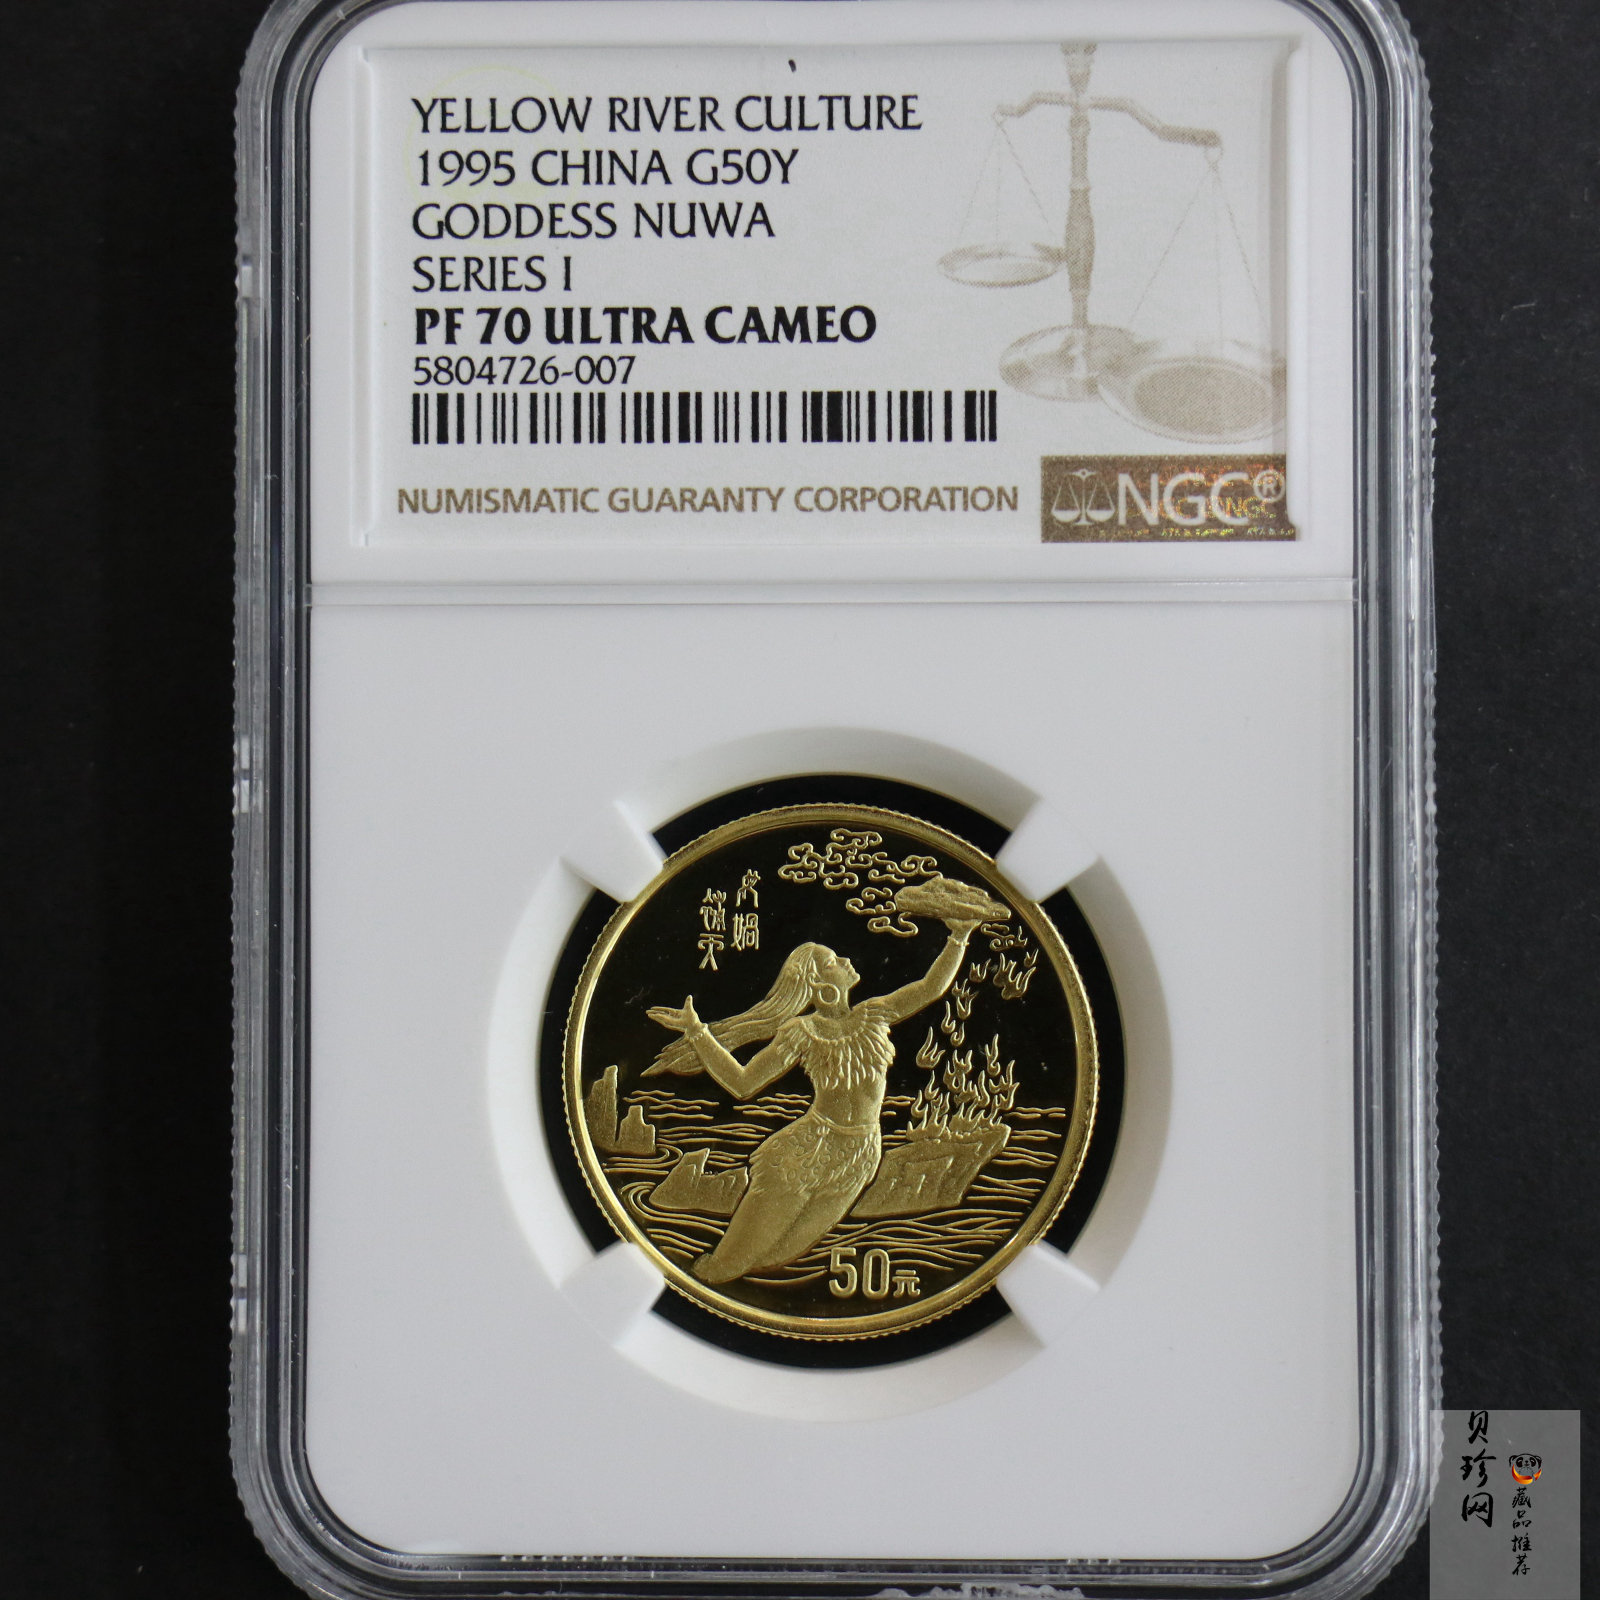 YELLOW RIVER CULTURE
1995 CHINA G50Y
GODDESS NUWA
SERIES I
PF 70 ULTRA CAMEO
5804726-007
NUMISMATIC GUARANTY CORPORATION
NGC®
女娲
补天
50元
贝珍网
藏品推荐